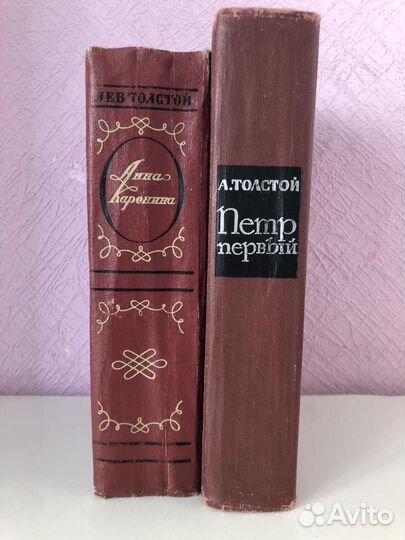 ЛЕВ ТОЛСТОЙ
Анна
Каренина
А.ТОЛСТОЙ
Петр
первый
Avito